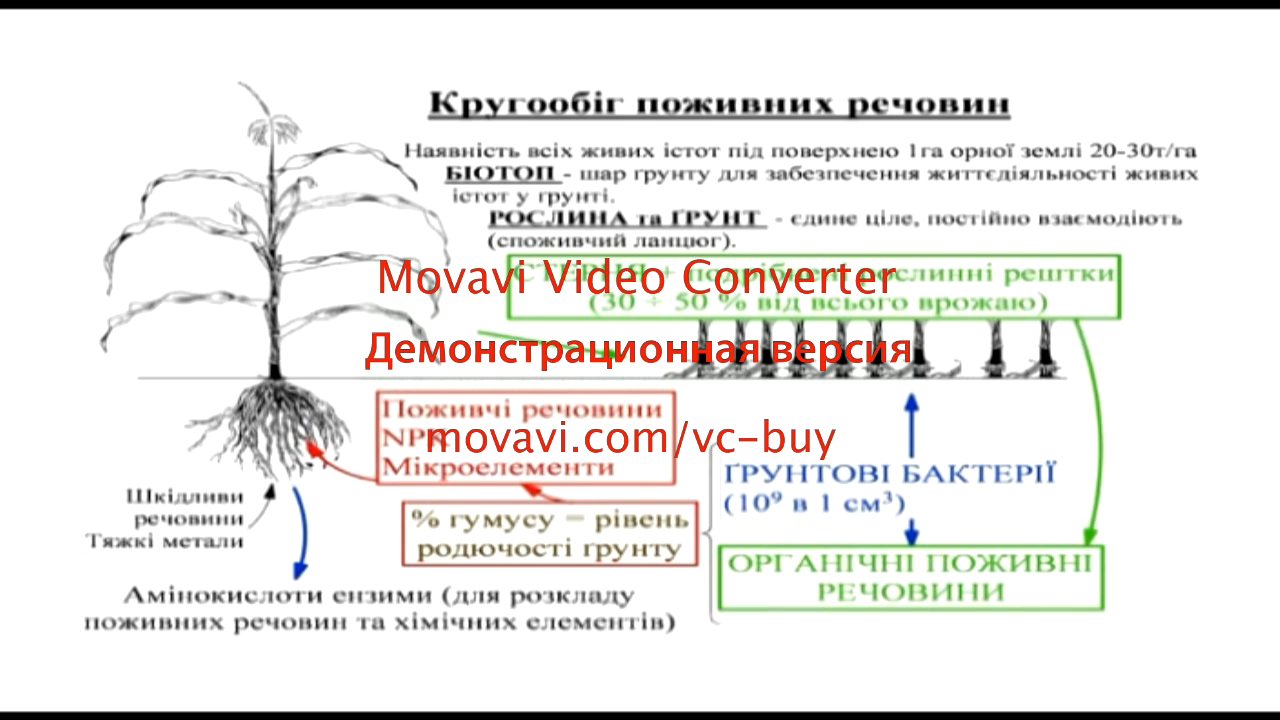 Кругообіг поживних речовин
Наявність всіх живих істот під поверхнею 1га орної землі 20-30т/га
БІОТОП - шар ґрунту для забезпечення життєдіяльності живих
істот у ґрунті.
РОСЛИНА та ҐРУНТ - єдине ціле, постійно взаємодіють
(споживчий ланцюг).
СТЕРНЯ + подрібнені рослинні рештки
(30 ÷ 50 % від всього врожаю)
Movavi Video Converter
Демонстрационная версия
movavi.com/vc-buy
Поживчі речовини
NPK
Мікроелементи
ҐРУНТОВІ БАКТЕРІЇ
(10⁹ в 1 см³)
Шкідливи
речовини
Тяжкі метали
% гумусу = рівень
родючості ґрунту
ОРГАНІЧНІ ПОЖИВНІ
РЕЧОВИНИ
Амінокислоти ензими (для розкладу
поживних речовин та хімічних елементів)